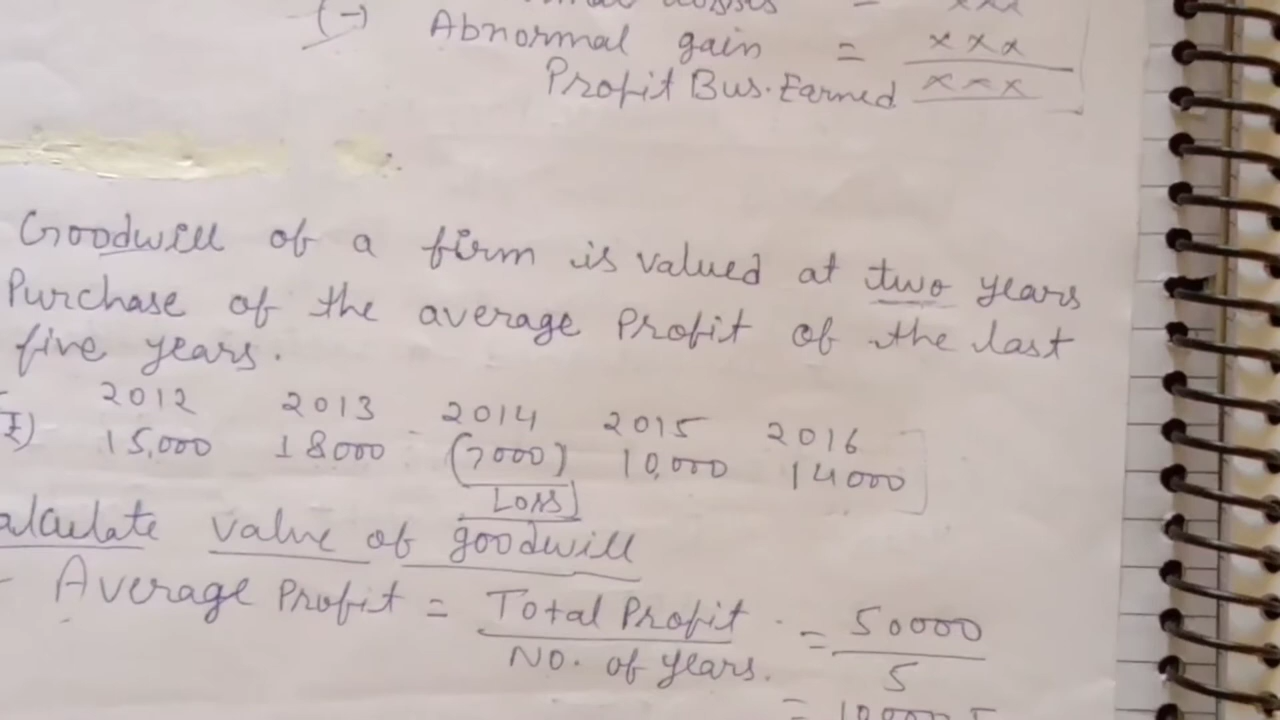 (-) Abnormal gain = xxx
Profit Bus. Earned xxx
Goodwill of a firm is valued at two years
Purchase of the average Profit of the last
five years.
2012 2013 2014 2015 2016
₹) 15,000 18000 (7000) 10,000 14000
Loss
alculate value of goodwill
Average Profit = Total Profit = 50000
No. of years. 5